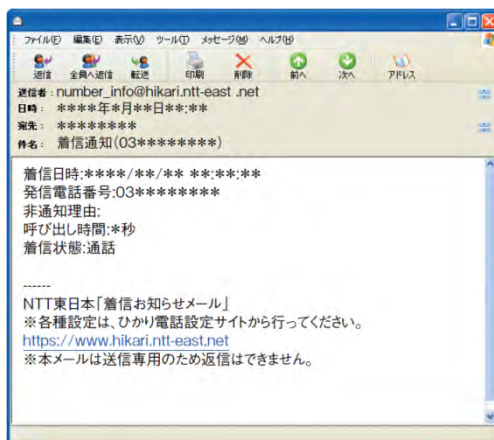 ファイル(F) 編集(E) 表示(V) ツール(T) メッセージ(M) ヘルプ(H)
返信 全員へ返信 転送 印刷 削除 前へ 次へ アドレス
送信者：number_info@hikari.ntt-east .net
日時： ****年*月**日**:**
宛先： ********
件名： 着信通知(03********)
着信日時:****/**/** **:**:**
発信電話番号:03********
非通知理由:
呼び出し時間:*秒
着信状態:通話
------
NTT東日本「着信お知らせメール」
※各種設定は、ひかり電話設定サイトから行ってください。
https://www.hikari.ntt-east.net
※本メールは送信専用のため返信はできません。